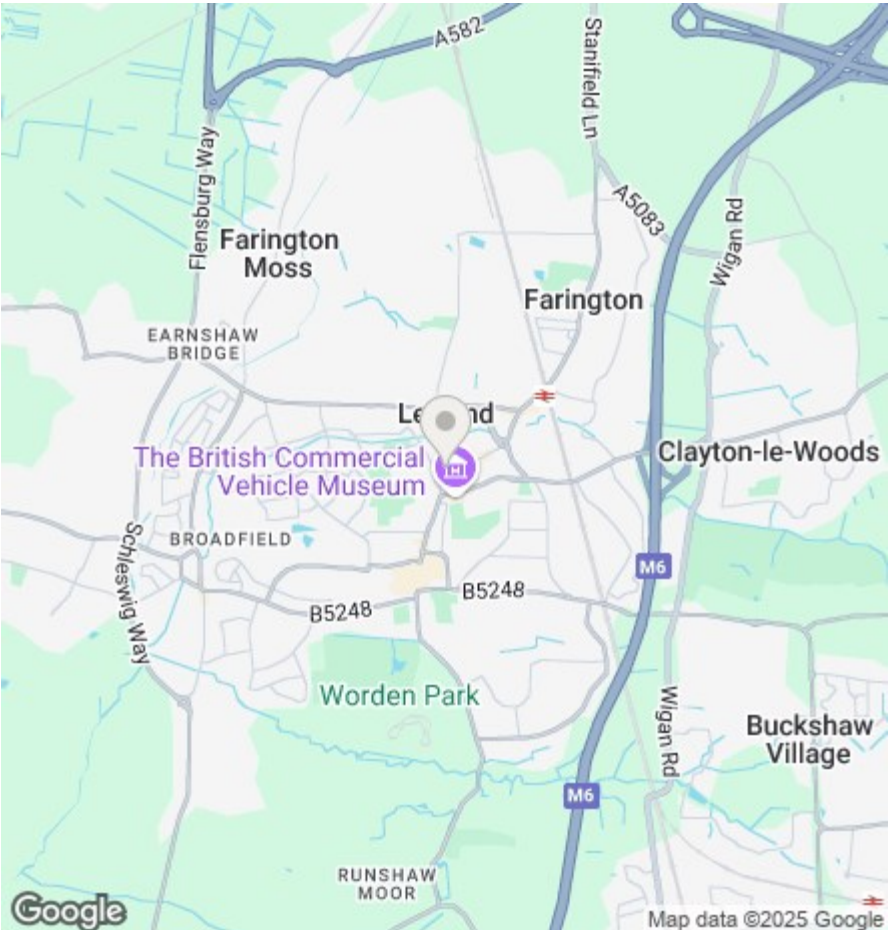 A582
Stanifield Ln
Flensburg Way
A5083
Wigan Rd
Farington
Moss
Farington
EARNSHAW
BRIDGE
The British Commercial
Vehicle Museum
Clayton-le-Woods
Schleswig Way
BROADFIELD
M6
B5248
B5248
Worden Park
Wigan Rd
Buckshaw
Village
M6
RUNSHAW
MOOR
Google
Map data ©2025 Google